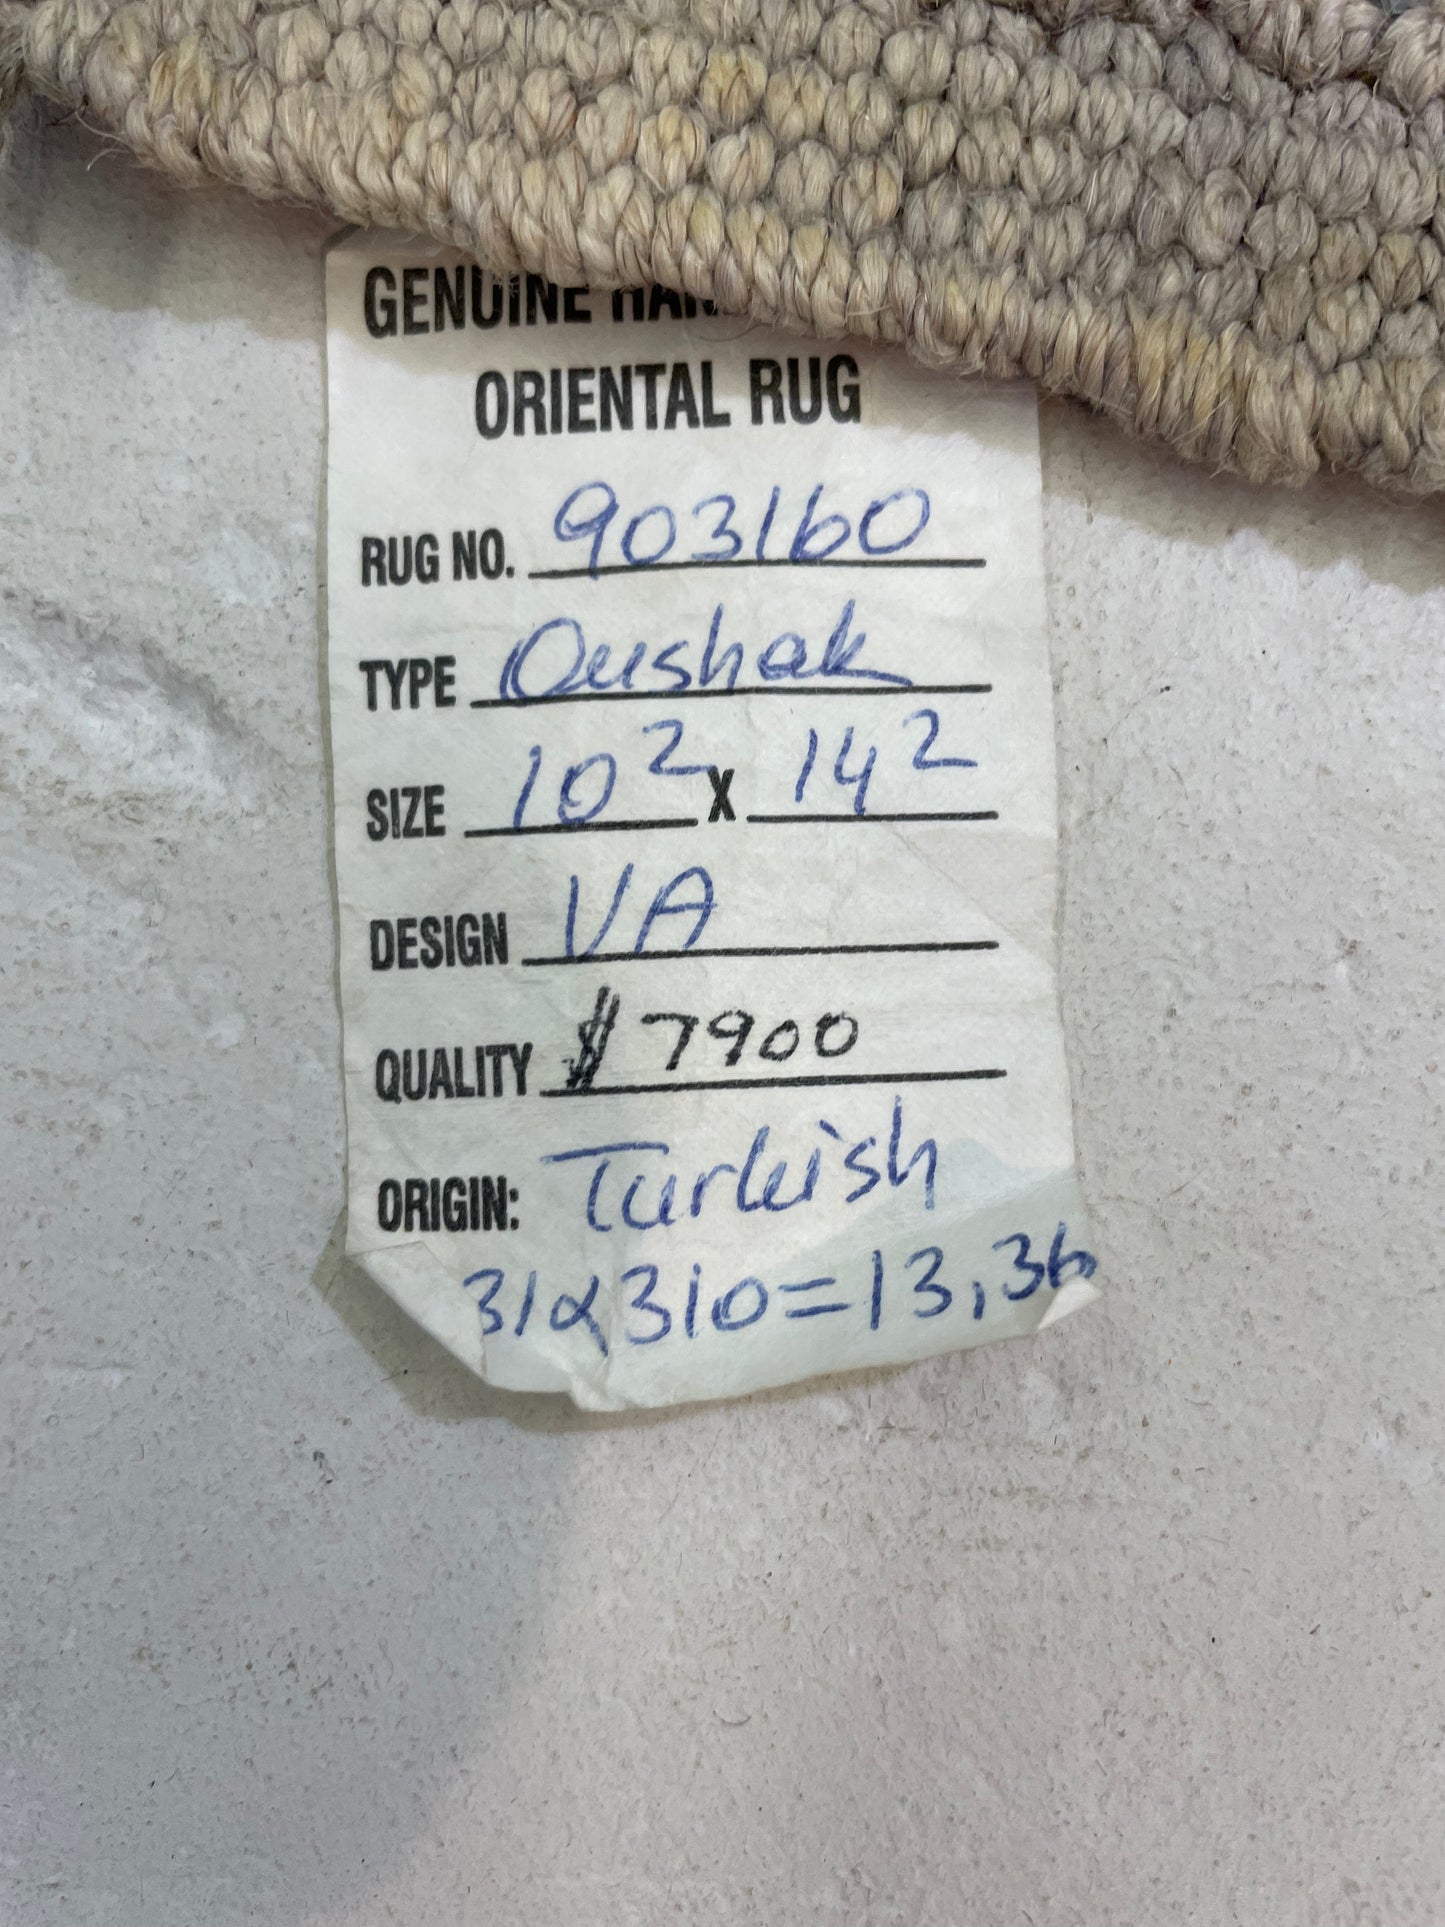 GENUINE HAN
ORIENTAL RUG
RUG NO. 903160
TYPE Oushak
SIZE 10² X 14²
DESIGN VA
QUALITY $7900
ORIGIN: Turkish
310x310=13,36